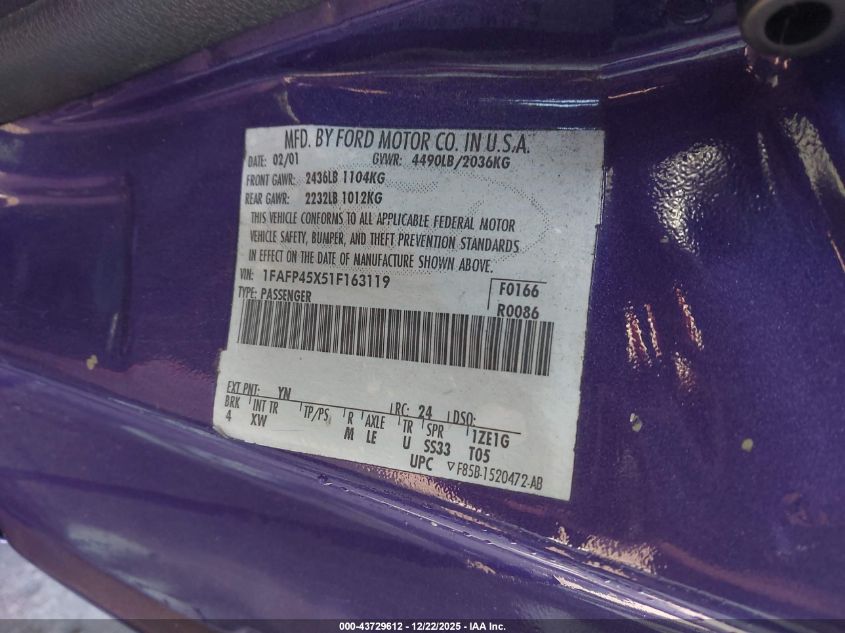 MFD. BY FORD MOTOR CO. IN U.S.A.
DATE: 02/01 GVWR: 4490LB/2036KG
FRONT GAWR: 2436LB 1104KG
REAR GAWR: 2232LB 1012KG
THIS VEHICLE CONFORMS TO ALL APPLICABLE FEDERAL MOTOR
VEHICLE SAFETY, BUMPER, AND THEFT PREVENTION STANDARDS
IN EFFECT ON THE DATE OF MANUFACTURE SHOWN ABOVE.
VIN: 1FAFP45X51F163119 F0166
TYPE: PASSENGER R0086
EXT PNT: YN RC: 24 DSO:
BRK INT TR TP/PS R AXLE TR SPR 1ZE1G
4 XW M LE U SS33 T05
UPC ▽F85B-1520472-AB
000-43729612 - 12/22/2025 - IAA Inc.